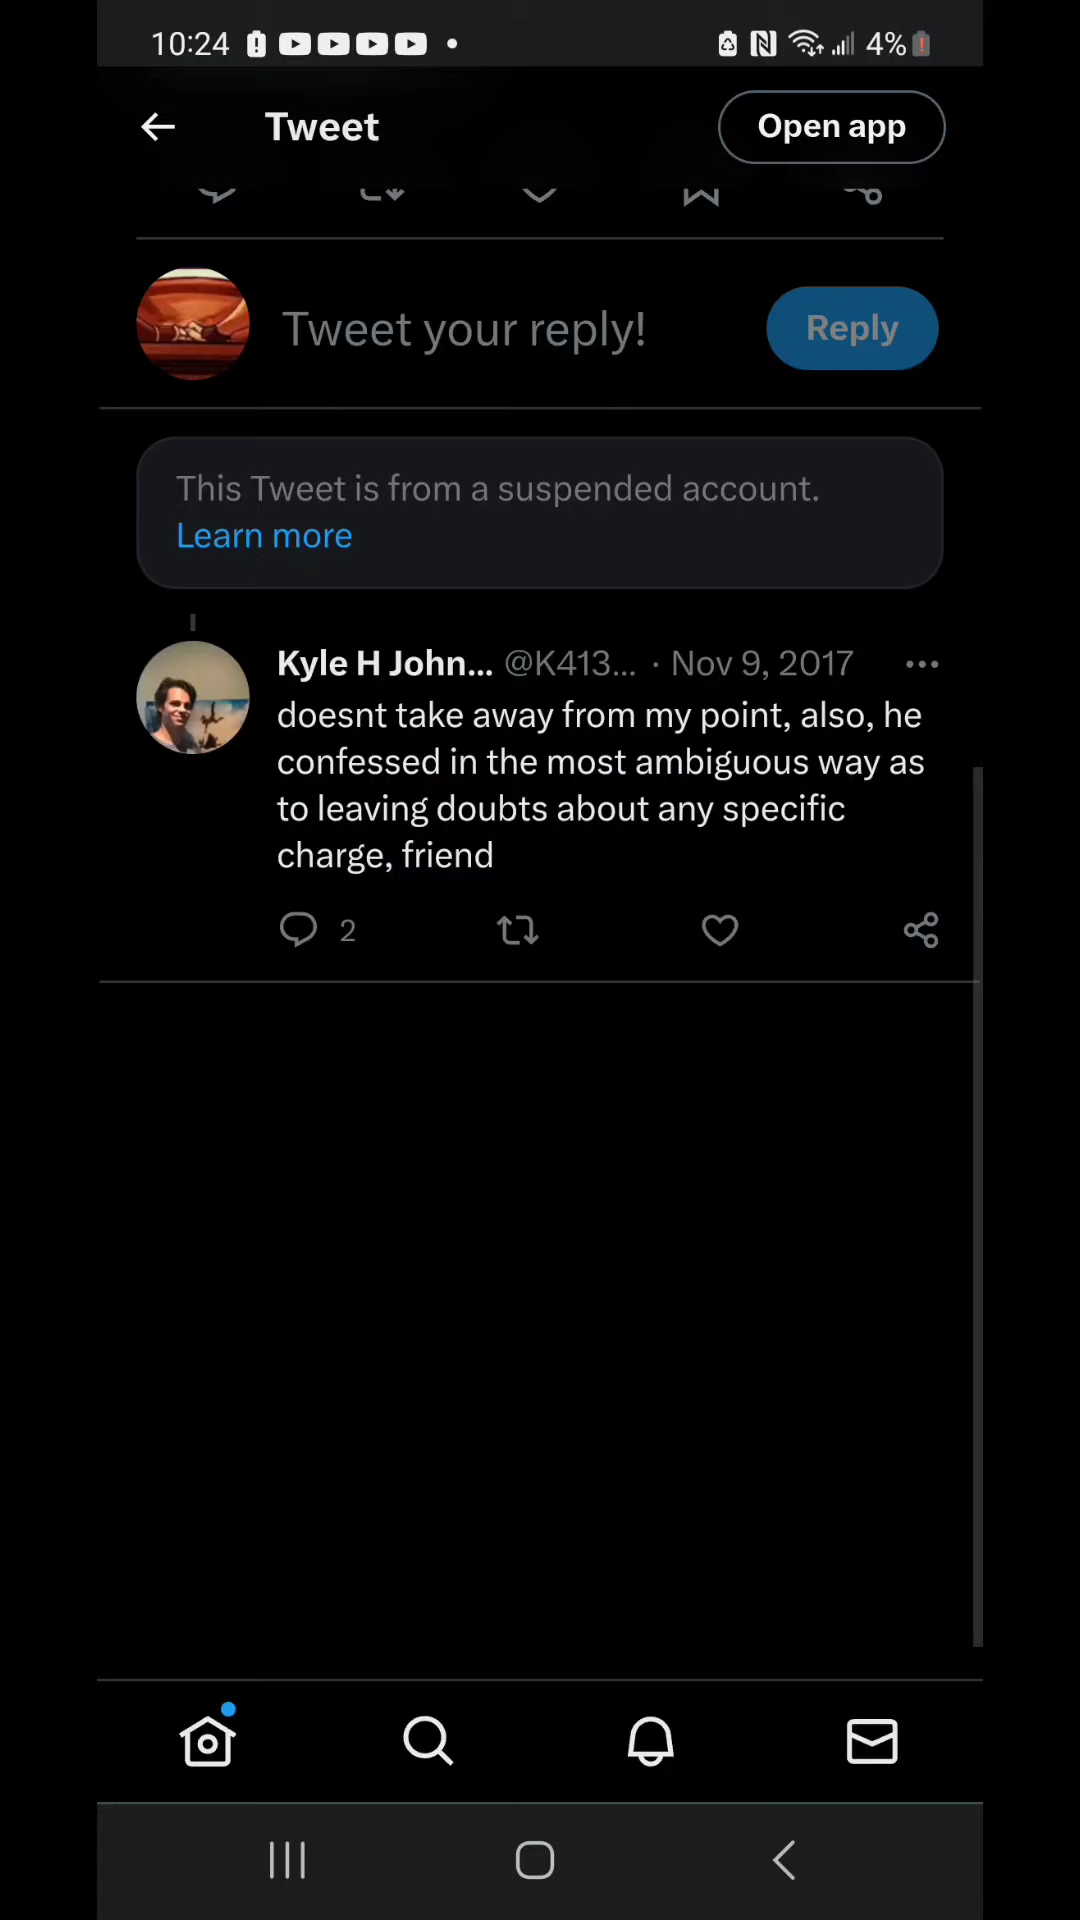 10:24
4%
Tweet
Open app
Tweet your reply!
Reply
This Tweet is from a suspended account.
Learn more
Kyle H John... @K413... · Nov 9, 2017
doesnt take away from my point, also, he
confessed in the most ambiguous way as
to leaving doubts about any specific
charge, friend
2